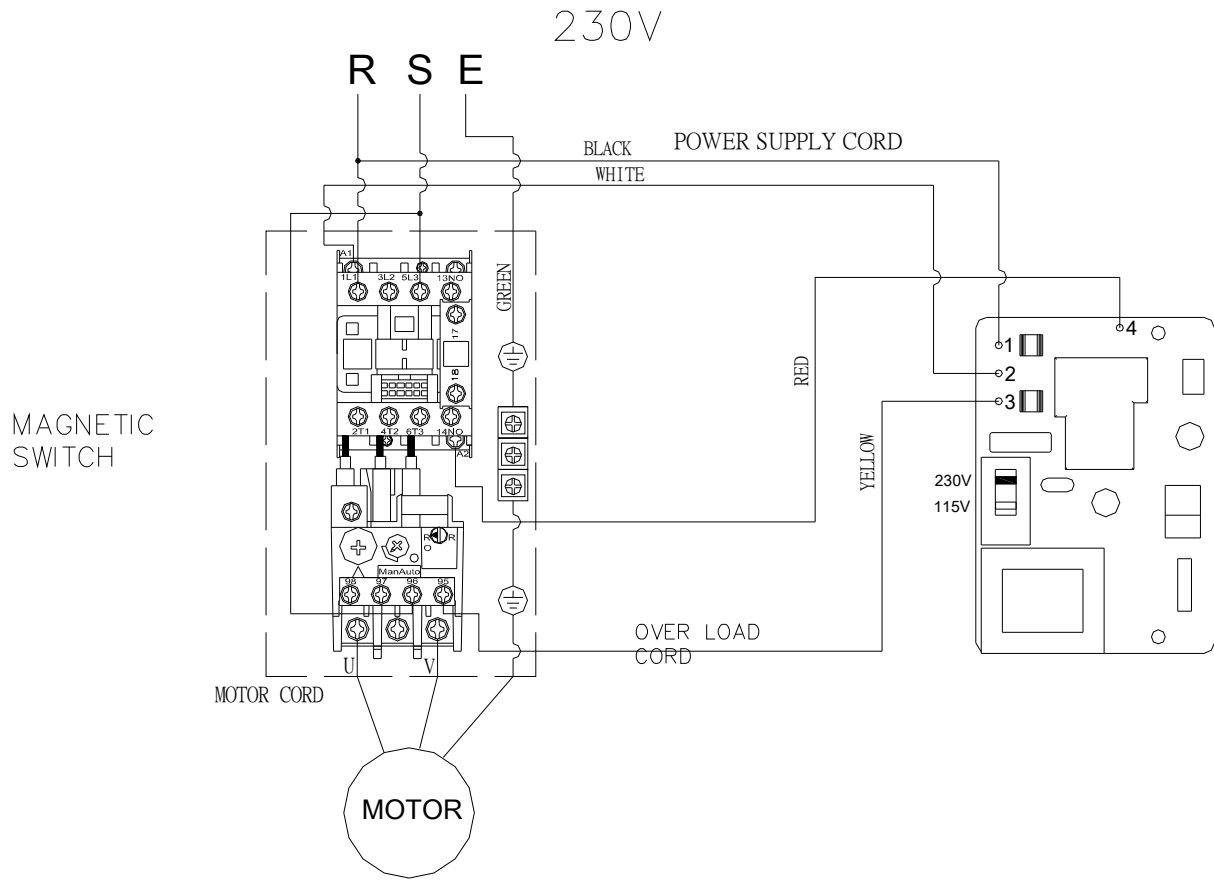 230V
R S E
BLACK
POWER SUPPLY CORD
WHITE
A1
1L1 3L2 5L3 13NO
GREEN
17
18
RED
4
1
2
3
MAGNETIC
SWITCH
2T1 4T2 6T3 14NO
A2
YELLOW
230V
115V
R R
ManAuto
98 97 96 95
OVER LOAD
CORD
U V
MOTOR CORD
MOTOR